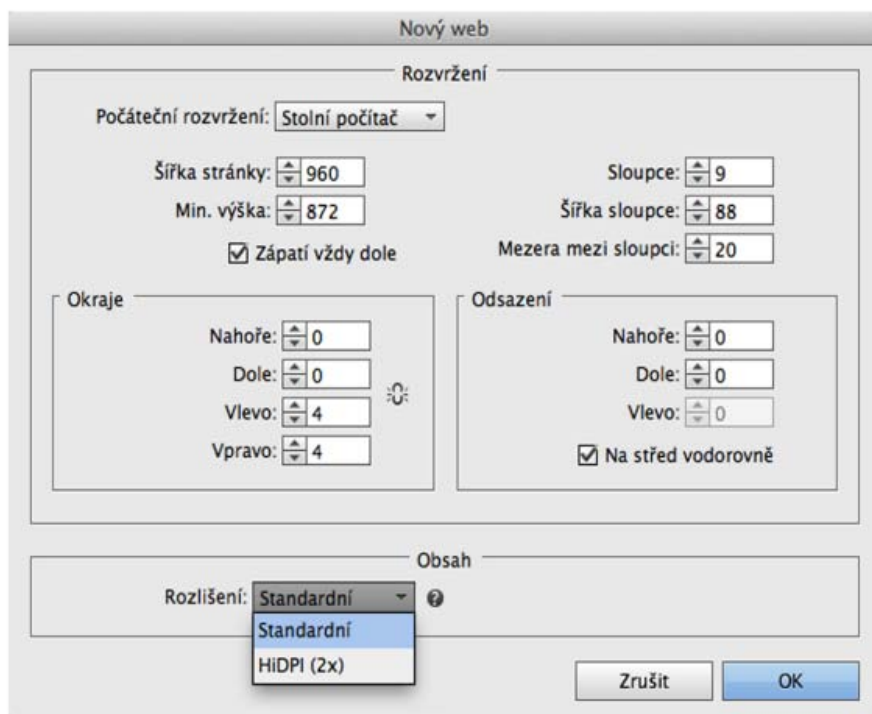 Nový web
Rozvržení
Počáteční rozvržení: Stolní počítač
Šířka stránky: 960
Sloupce: 9
Min. výška: 872
Šířka sloupce: 88
Zápatí vždy dole
Mezera mezi sloupci: 20
Okraje
Nahoře: 0
Dole: 0
Vlevo: 4
Vpravo: 4
Odsazení
Nahoře: 0
Dole: 0
Vlevo: 0
Na střed vodorovně
Obsah
Rozlišení: Standardní
Standardní
HiDPI (2x)
Zrušit
OK